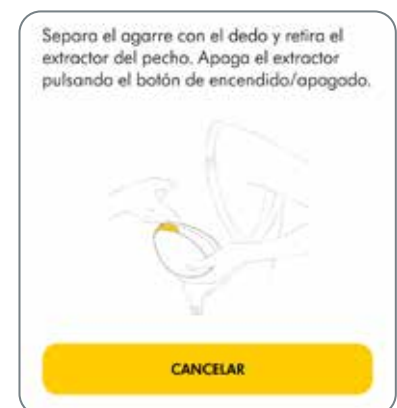 Separa el agarre con el dedo y retira el
extractor del pecho. Apaga el extractor
pulsando el botón de encendido/apagado.
CANCELAR